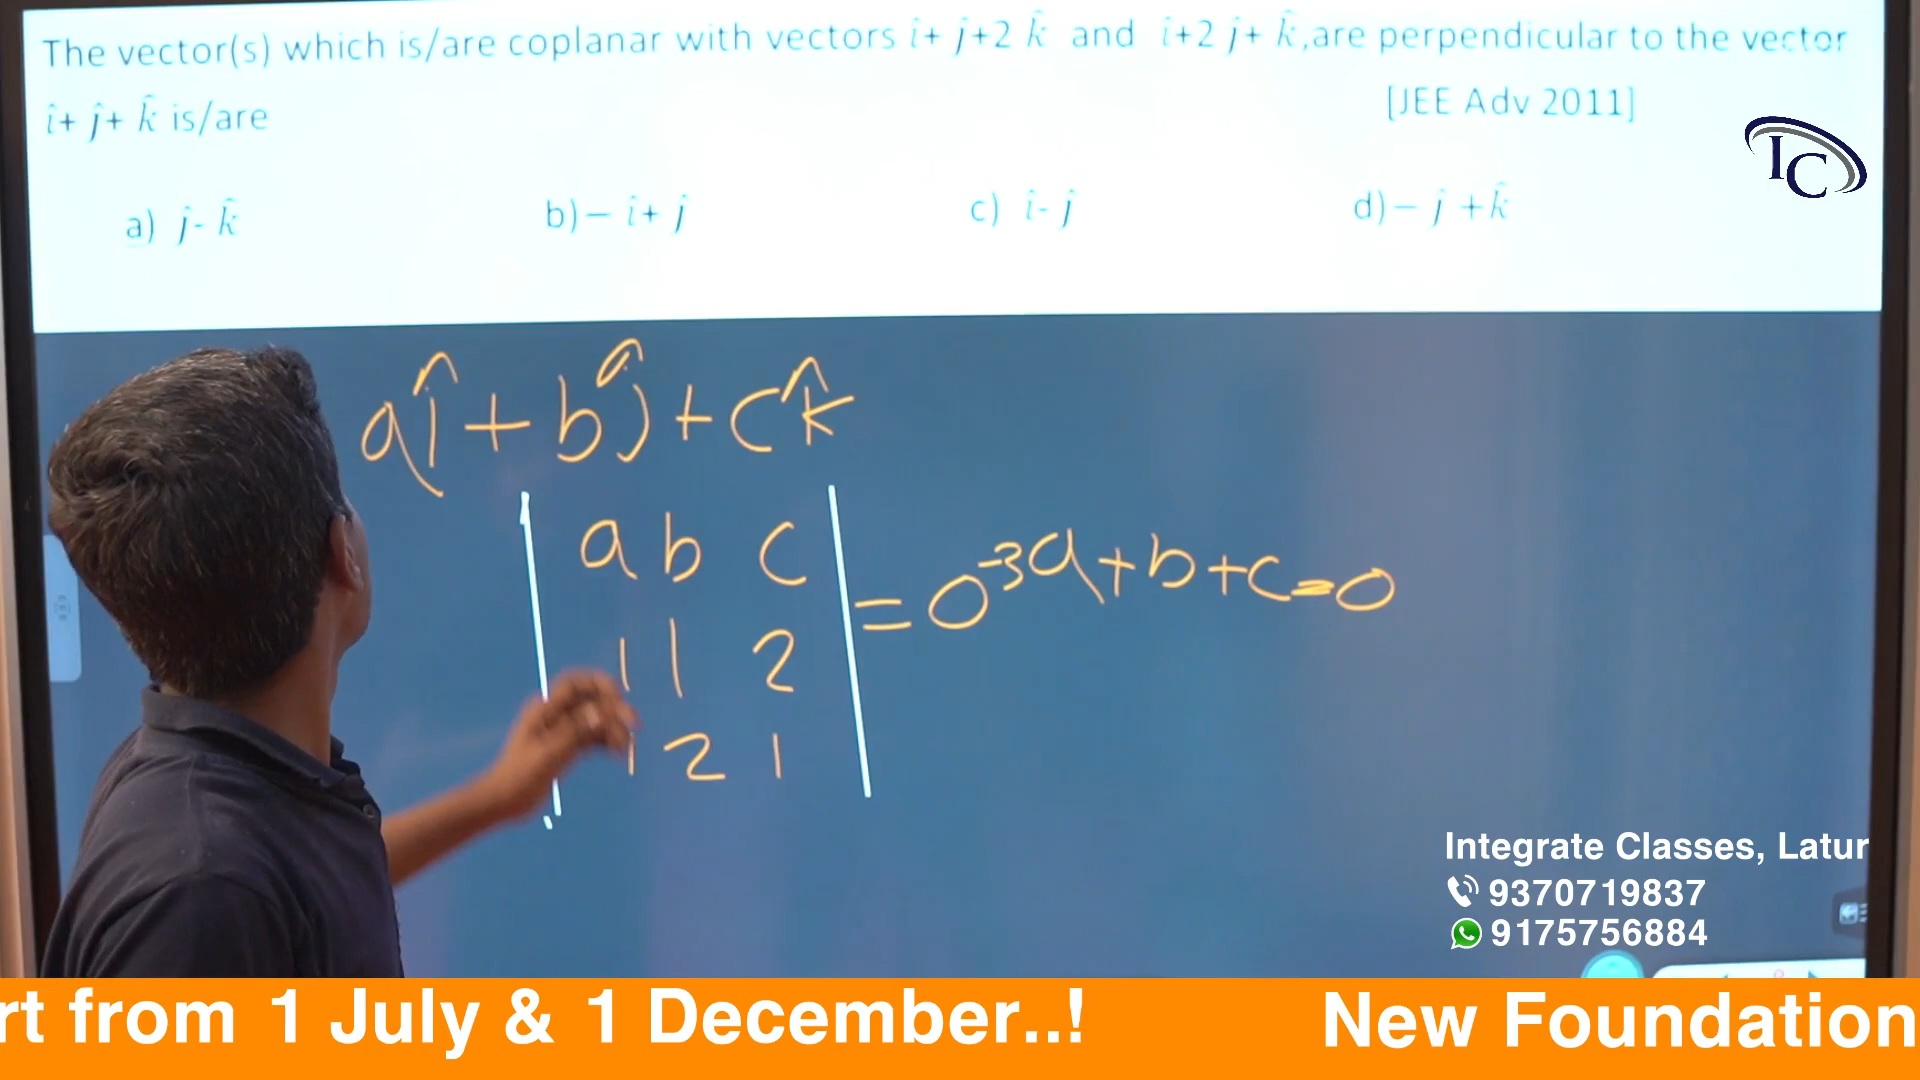 The vector(s) which is/are coplanar with vectors î+ ĵ+2 k̂ and î+2 ĵ+ k̂,are perpendicular to the vector
î+ ĵ+ k̂ is/are
[JEE Adv 2011]
IC
a) ĵ- k̂
b)– î+ ĵ
c) î- ĵ
d)– ĵ +k̂
aî + bĵ + ck̂
a b c
1 1 2
1 2 1
= 0
-3a+b+c=0
Integrate Classes, Latur
9370719837
9175756884
rt from 1 July & 1 December..!
New Foundation